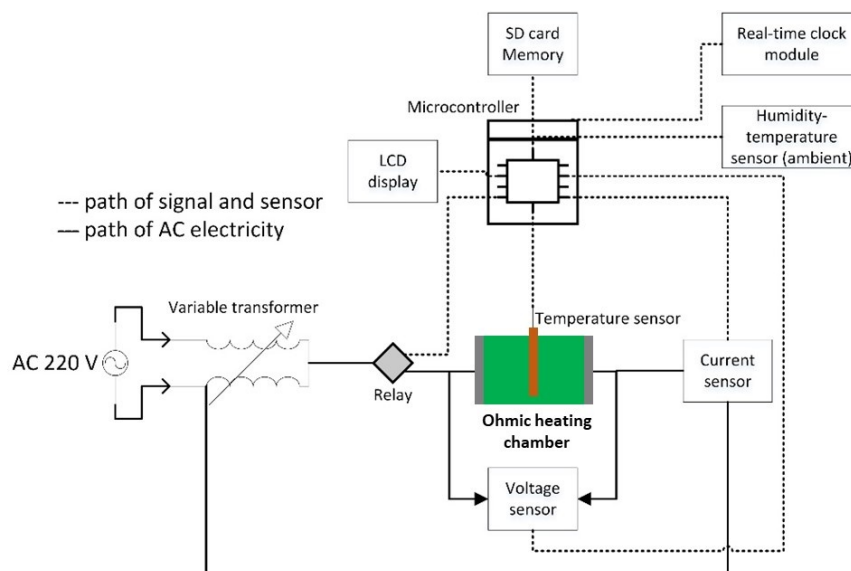 SD card
Memory
Real-time clock
module
Microcontroller
Humidity-
temperature
sensor (ambient)
LCD
display
--- path of signal and sensor
— path of AC electricity
Variable transformer
Temperature sensor
AC 220 V
Relay
Current
sensor
Ohmic heating
chamber
Voltage
sensor